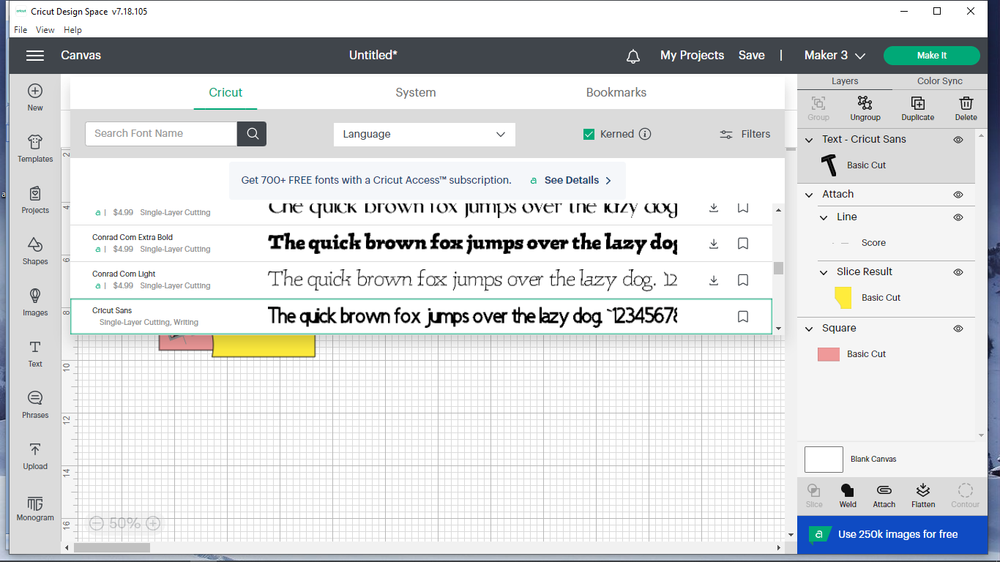 cricut Cricut Design Space v7.18.105
File View Help
Canvas Untitled* My Projects Save | Maker 3 Make It
New
Templates
Projects
Shapes
Images
Text
Phrases
Upload
Monogram
Cricut System Bookmarks
Search Font Name Language Kerned Filters
Get 700+ FREE fonts with a Cricut Access™ subscription. a See Details
a | $4.99 Single-Layer Cutting
The quick brown fox jumps over the lazy dog
Conrad Com Extra Bold
a | $4.99 Single-Layer Cutting
The quick brown fox jumps over the lazy dog
Conrad Com Light
a | $4.99 Single-Layer Cutting
The quick brown fox jumps over the lazy dog. `12
Cricut Sans
Single-Layer Cutting, Writing
The quick brown fox jumps over the lazy dog. ~12345678
2
4
6
8
10
12
14
16
50%
Layers Color Sync
Group Ungroup Duplicate Delete
Text - Cricut Sans
T Basic Cut
Attach
Line
Score
Slice Result
Basic Cut
Square
Basic Cut
Blank Canvas
Slice Weld Attach Flatten Contour
a Use 250k images for free